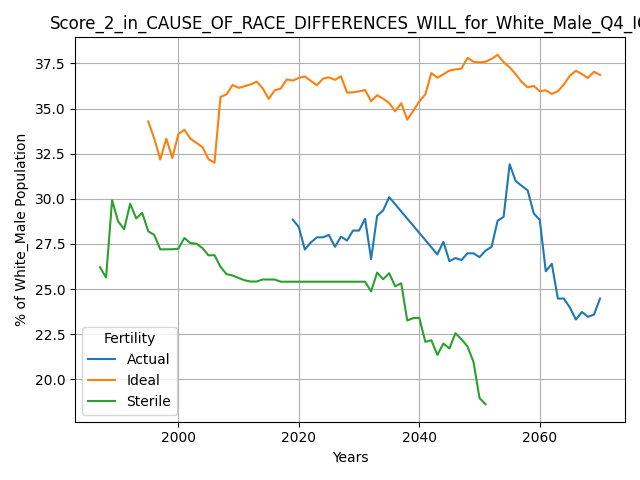 Score_2_in_CAUSE_OF_RACE_DIFFERENCES_WILL_for_White_Male_Q4_IQ
% of White_Male Population
37.5
35.0
32.5
30.0
27.5
25.0
22.5
20.0
Fertility
Actual
Ideal
Sterile
2000 2020 2040 2060
Years